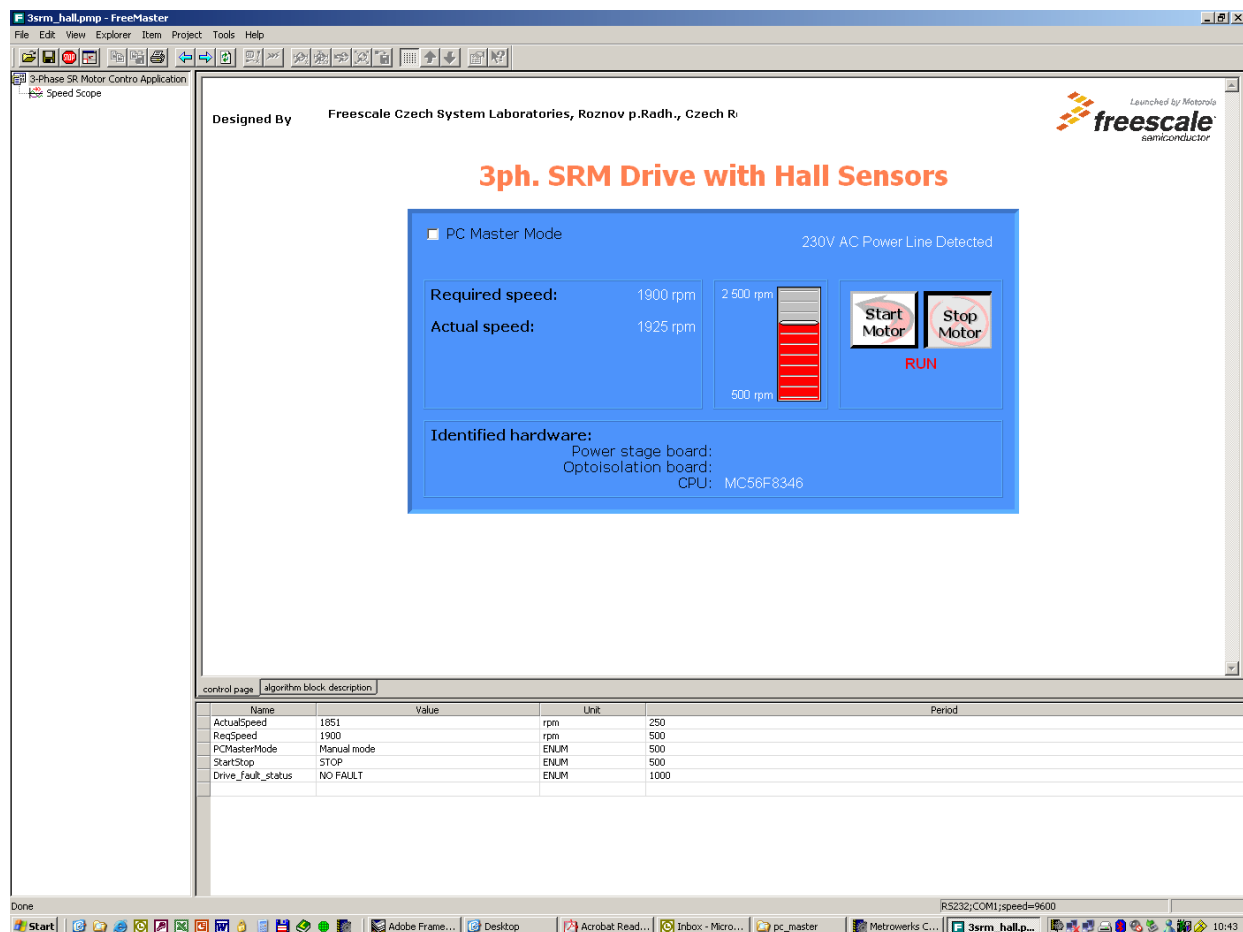 3srm_hall.pmp - FreeMaster
File Edit View Explorer Item Project Tools Help
3-Phase SR Motor Contro Application
Speed Scope
Designed By Freescale Czech System Laboratories, Roznov p.Radh., Czech R
Launched by Motorola
freescale
semiconductor
3ph. SRM Drive with Hall Sensors
PC Master Mode
230V AC Power Line Detected
Required speed: 1900 rpm
Actual speed: 1925 rpm
2 500 rpm
500 rpm
Start Motor
Stop Motor
RUN
Identified hardware:
Power stage board:
Optoisolation board:
CPU: MC56F8346
control page algorithm block description
Name Value Unit Period
ActualSpeed 1851 rpm 250
ReqSpeed 1900 rpm 500
PCMasterMode Manual mode ENUM 500
StartStop STOP ENUM 500
Drive_fault_status NO FAULT ENUM 1000
Done RS232;COM1;speed=9600
Start Adobe Frame... Desktop Acrobat Read... Inbox - Micro... pc_master Metrowerks C... 3srm_hall.p... 10:43